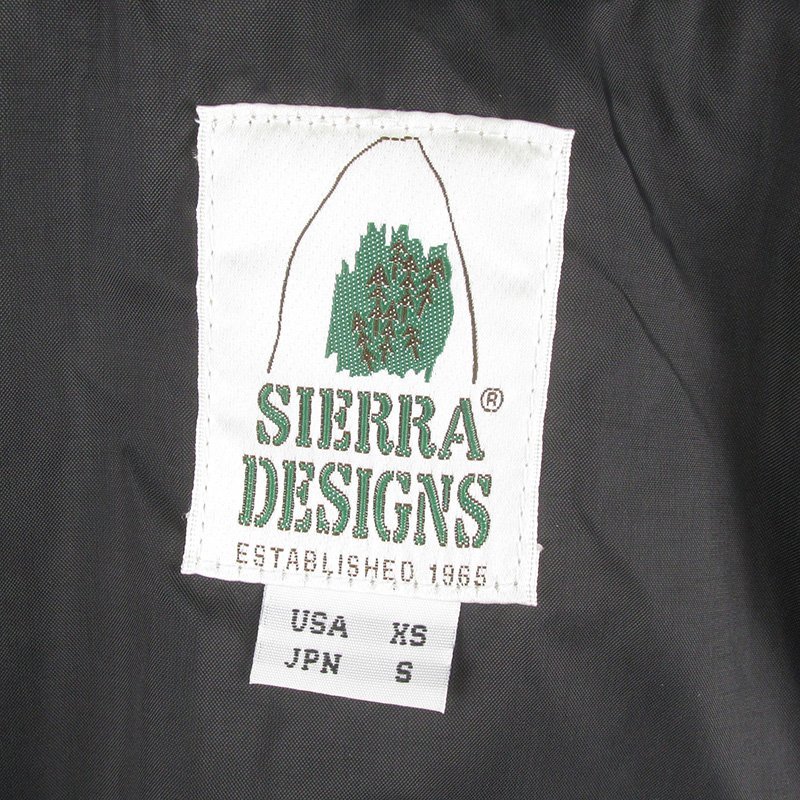 SIERRA®
DESIGNS
ESTABLISHED 1965
USA XS
JPN S